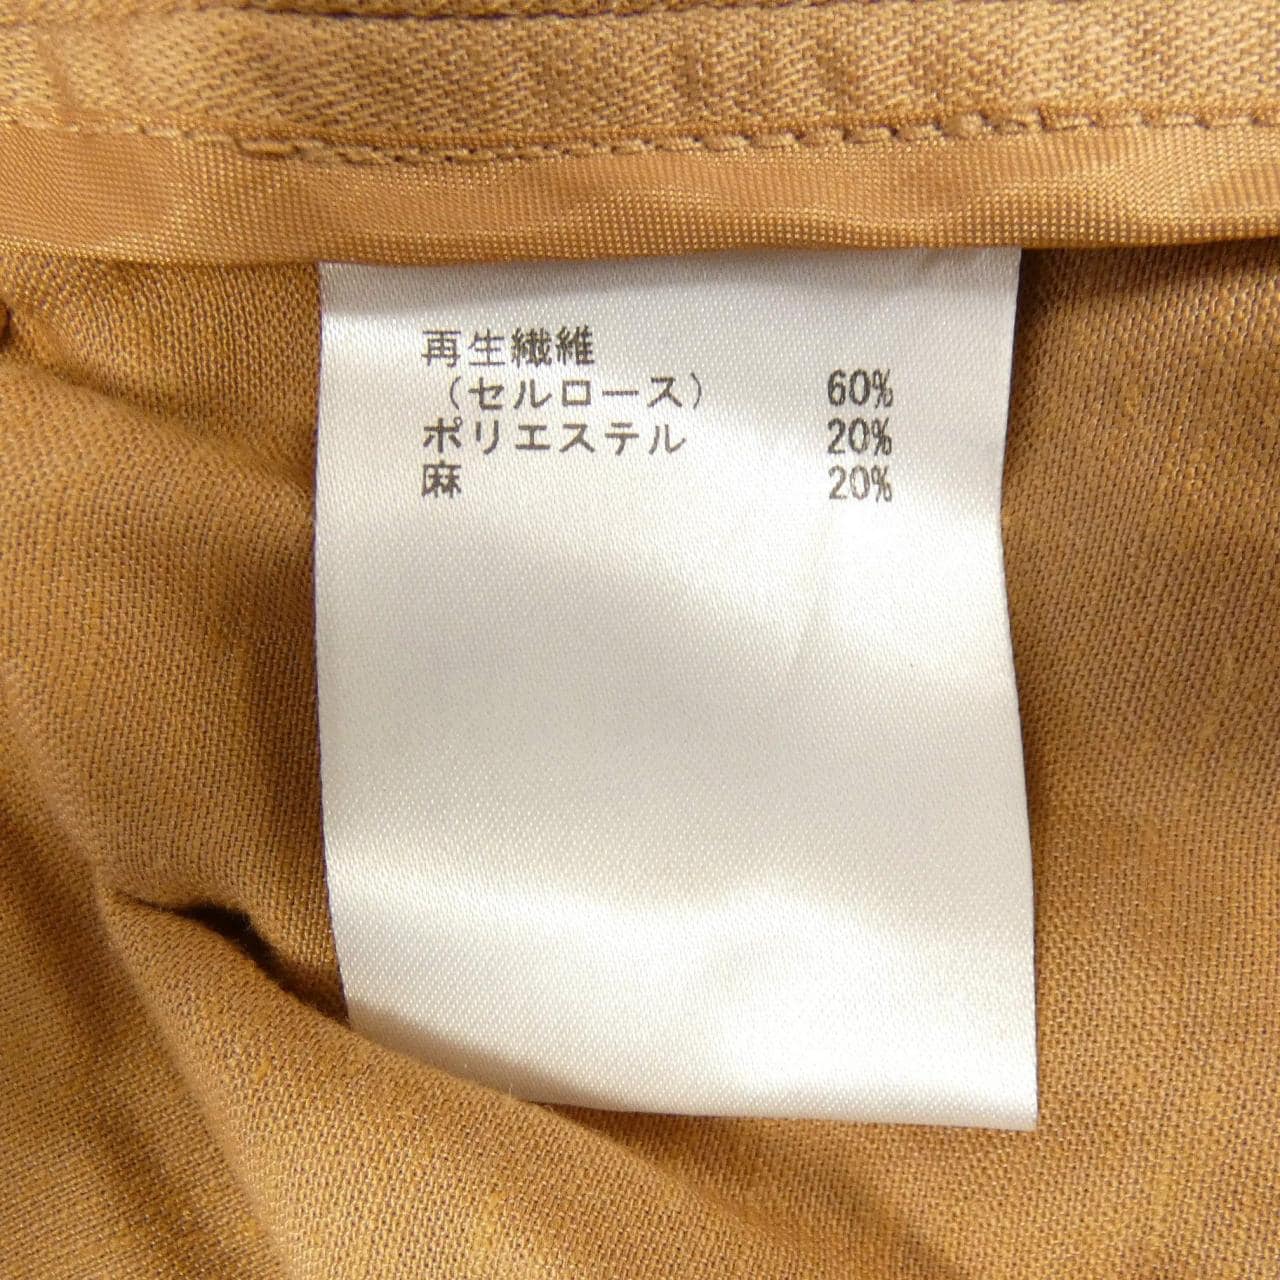 再生繊維
（セルロース） 60%
ポリエステル 20%
麻 20%